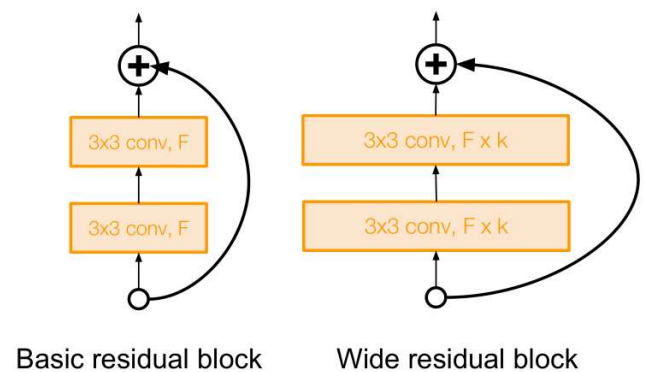 +
3x3 conv, F
3x3 conv, F
Basic residual block
+
3x3 conv, F x k
3x3 conv, F x k
Wide residual block